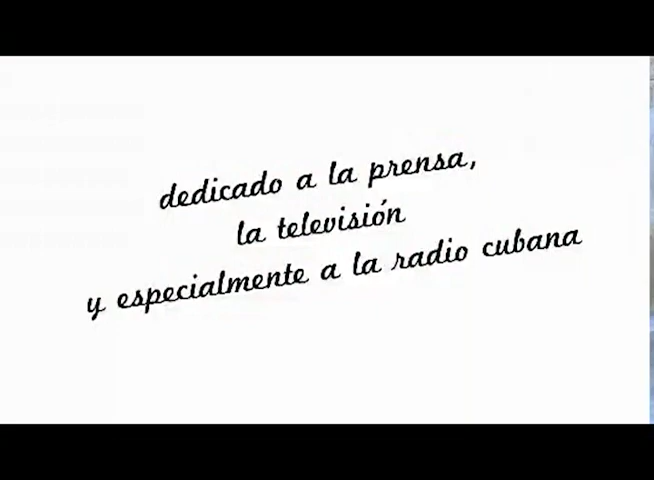 dedicado a la prensa,
la televisión
y especialmente a la radio cubana